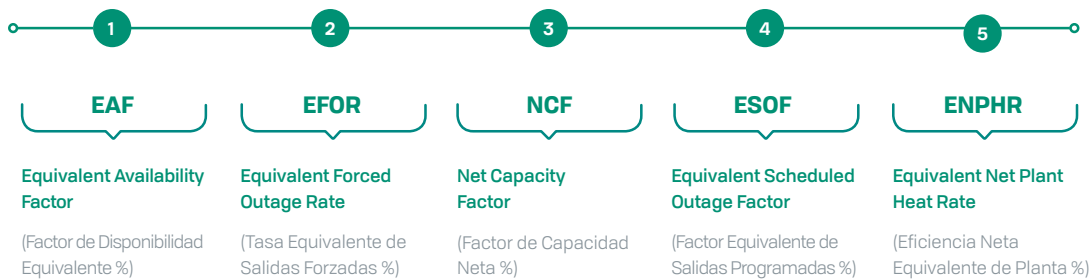 1
2
3
4
5
EAF
EFOR
NCF
ESOF
ENPHR
Equivalent Availability
Factor
(Factor de Disponibilidad
Equivalente %)
Equivalent Forced
Outage Rate
(Tasa Equivalente de
Salidas Forzadas %)
Net Capacity
Factor
(Factor de Capacidad
Neta %)
Equivalent Scheduled
Outage Factor
(Factor Equivalente de
Salidas Programadas %)
Equivalent Net Plant
Heat Rate
(Eficiencia Neta
Equivalente de Planta %)